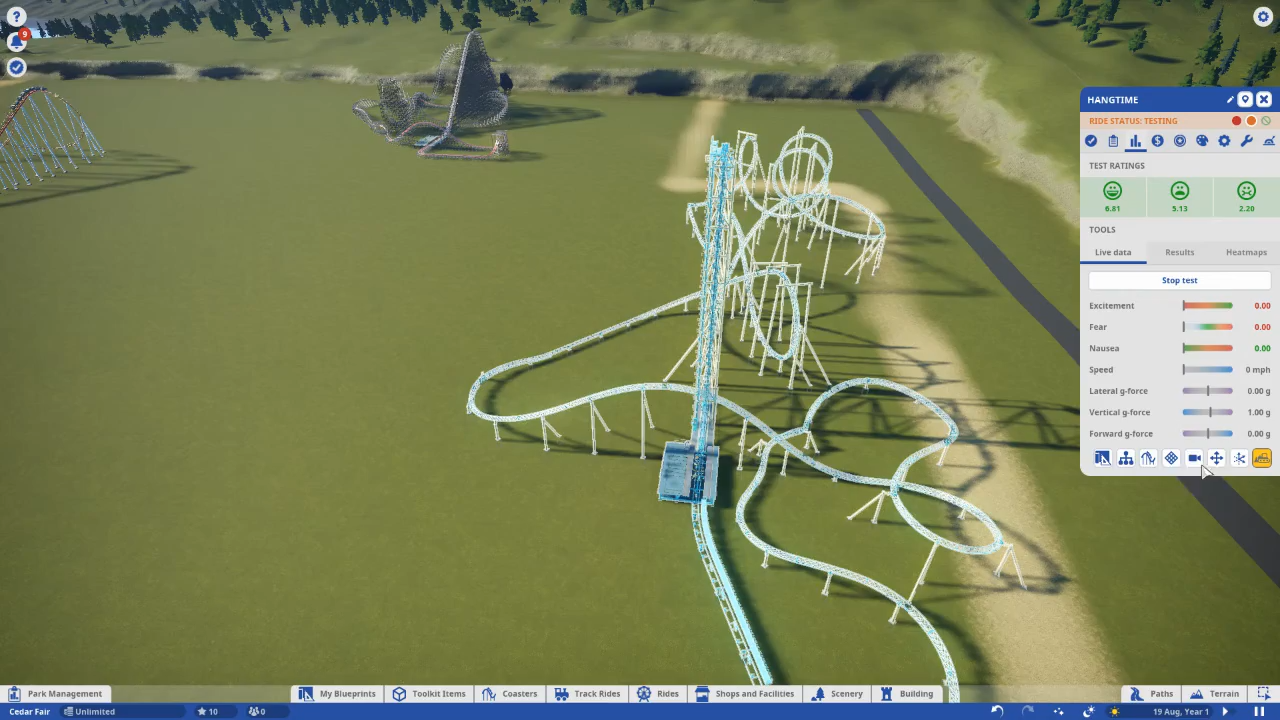 ?
9
HANGTIME
RIDE STATUS: TESTING
TEST RATINGS
6.81 5.13 2.20
TOOLS
Live data Results Heatmaps
Stop test
Excitement 0.00
Fear 0.00
Nausea 0.00
Speed 0 mph
Lateral g-force 0.00 g
Vertical g-force 1.00 g
Forward g-force 0.00 g
Park Management My Blueprints Toolkit Items Coasters Track Rides Rides Shops and Facilities Scenery Building Paths Terrain
Cedar Fair Unlimited 10 0 19 Aug, Year 1